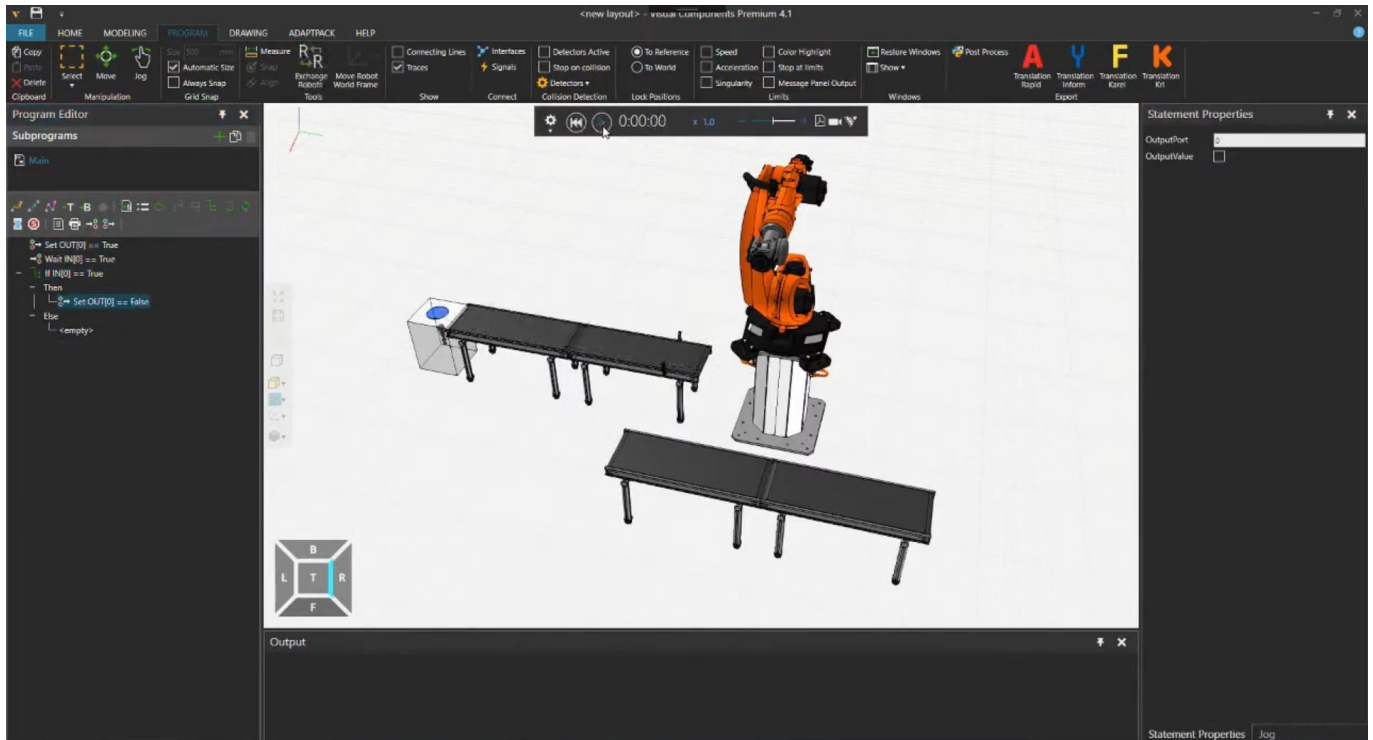 <new layout> - Visual Components Premium 4.1
FILE HOME MODELING PROGRAM DRAWING ADAPTPACK HELP
Copy
Paste
Delete
Clipboard
Select Move Jog
Manipulation
Size 500 mm
Automatic Size
Always Snap
Grid Snap
Measure
Snap
Align
Exchange Robots
Move Robot World Frame
Tools
Connecting Lines
Traces
Show
Interfaces
Signals
Connect
Detectors Active
Stop on collision
Detectors
Collision Detection
To Reference
To World
Lock Positions
Speed
Acceleration
Singularity
Color Highlight
Stop at limits
Message Panel Output
Limits
Restore Windows
Show
Windows
Post Process
A Y F K
Translation Rapid
Translation Inform
Translation Karel
Translation Krl
Export
Program Editor
Subprograms
Main
T B
Set OUT[0] == True
Wait IN[0] == True
If IN[0] == True
Then
Set OUT[0] == False
Else
<empty>
0:00:00 x 1.0
B
L T R
F
Output
Statement Properties
OutputPort 0
OutputValue
Statement Properties Jog